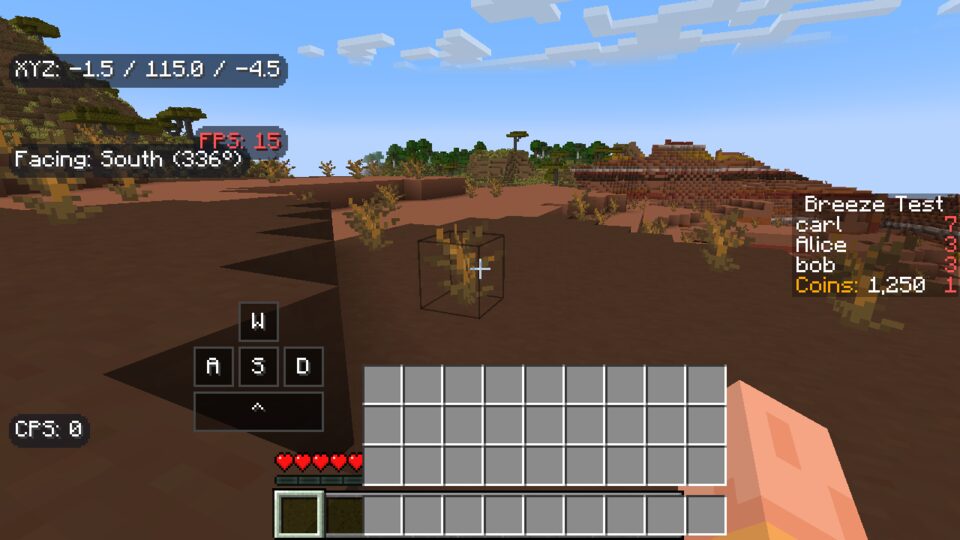 XYZ: -1.5 / 115.0 / -4.5
FPS: 15
Facing: South (336º)
Breeze Test
carl 7
Alice 3
bob 3
Coins: 1,250 1
W
A S D
^
CPS: 0